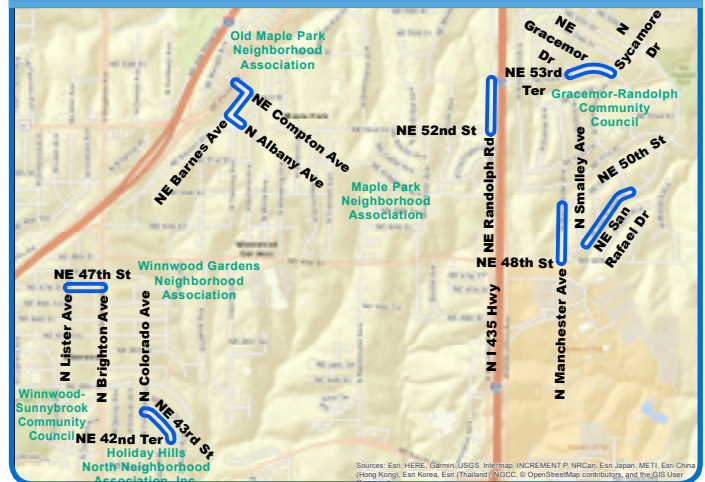 Old Maple Park
Neighborhood
Association
NE
Gracemor
Dr
N
Sycamore
Dr
NE 53rd
Ter
Gracemor-Randolph
Community
Council
NE Compton Ave
N Albany Ave
NE Barnes Ave
NE 52nd St
NE Randolph Rd
N Smalley Ave
NE 50th St
NE San
Rafael Dr
Maple Park
Neighborhood
Association
NE 48th St
N Manchester Ave
N I 435 Hwy
Winnwood Gardens
Neighborhood
Association
NE 47th St
N Lister Ave
N Brighton Ave
N Colorado Ave
Winnwood-
Sunnybrook
Community
Council
NE 42nd Ter
NE 43rd St
Holiday Hills
North Neighborhood
Association, Inc
Sources: Esri, HERE, Garmin, USGS, Intermap, INCREMENT P, NRCan, Esri Japan, METI, Esri China
(Hong Kong), Esri Korea, Esri (Thailand), NGCC, © OpenStreetMap contributors, and the GIS User